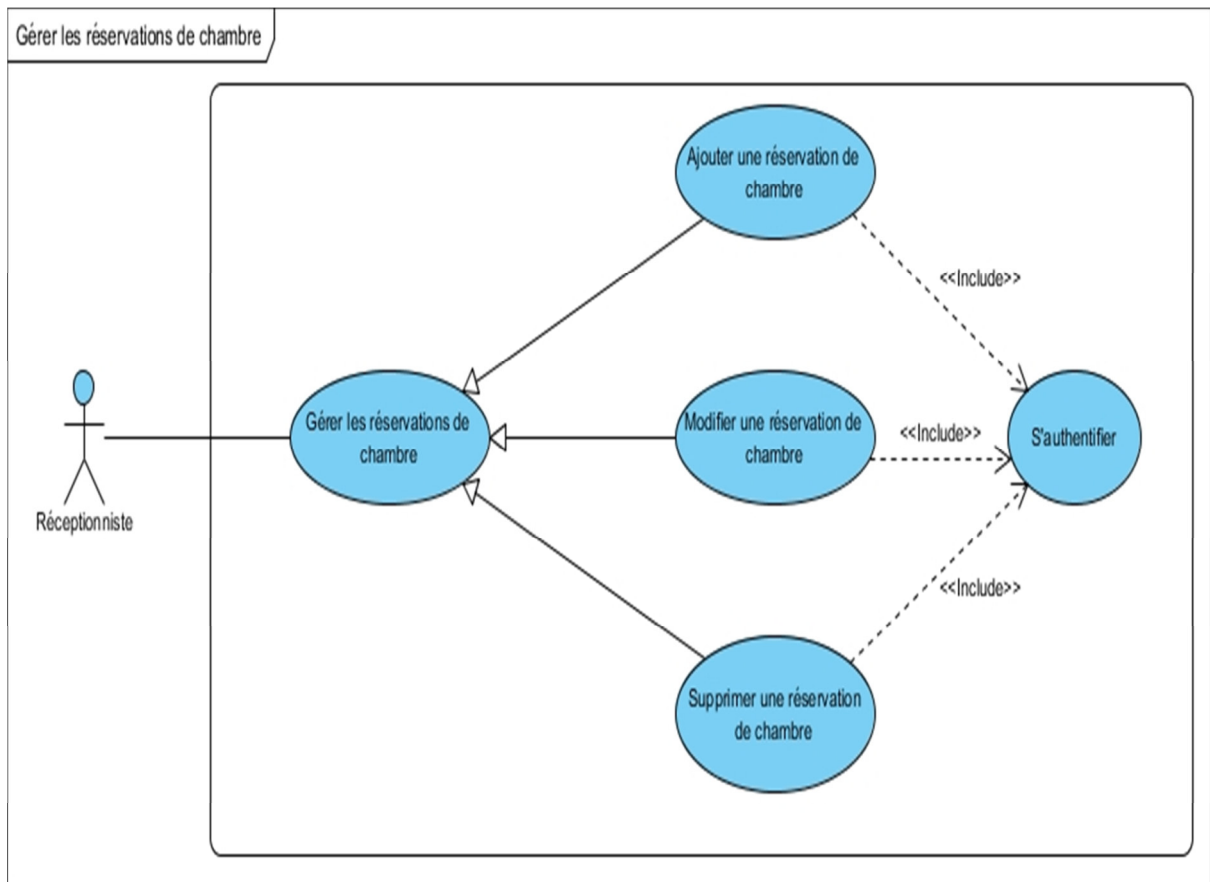 Gérer les réservations de chambre
Ajouter une réservation de
chambre
<<Include>>
Gérer les réservations de
chambre
Modifier une réservation de
chambre
<<Include>>
S'authentifier
Réceptionniste
<<Include>>
Supprimer une réservation
de chambre